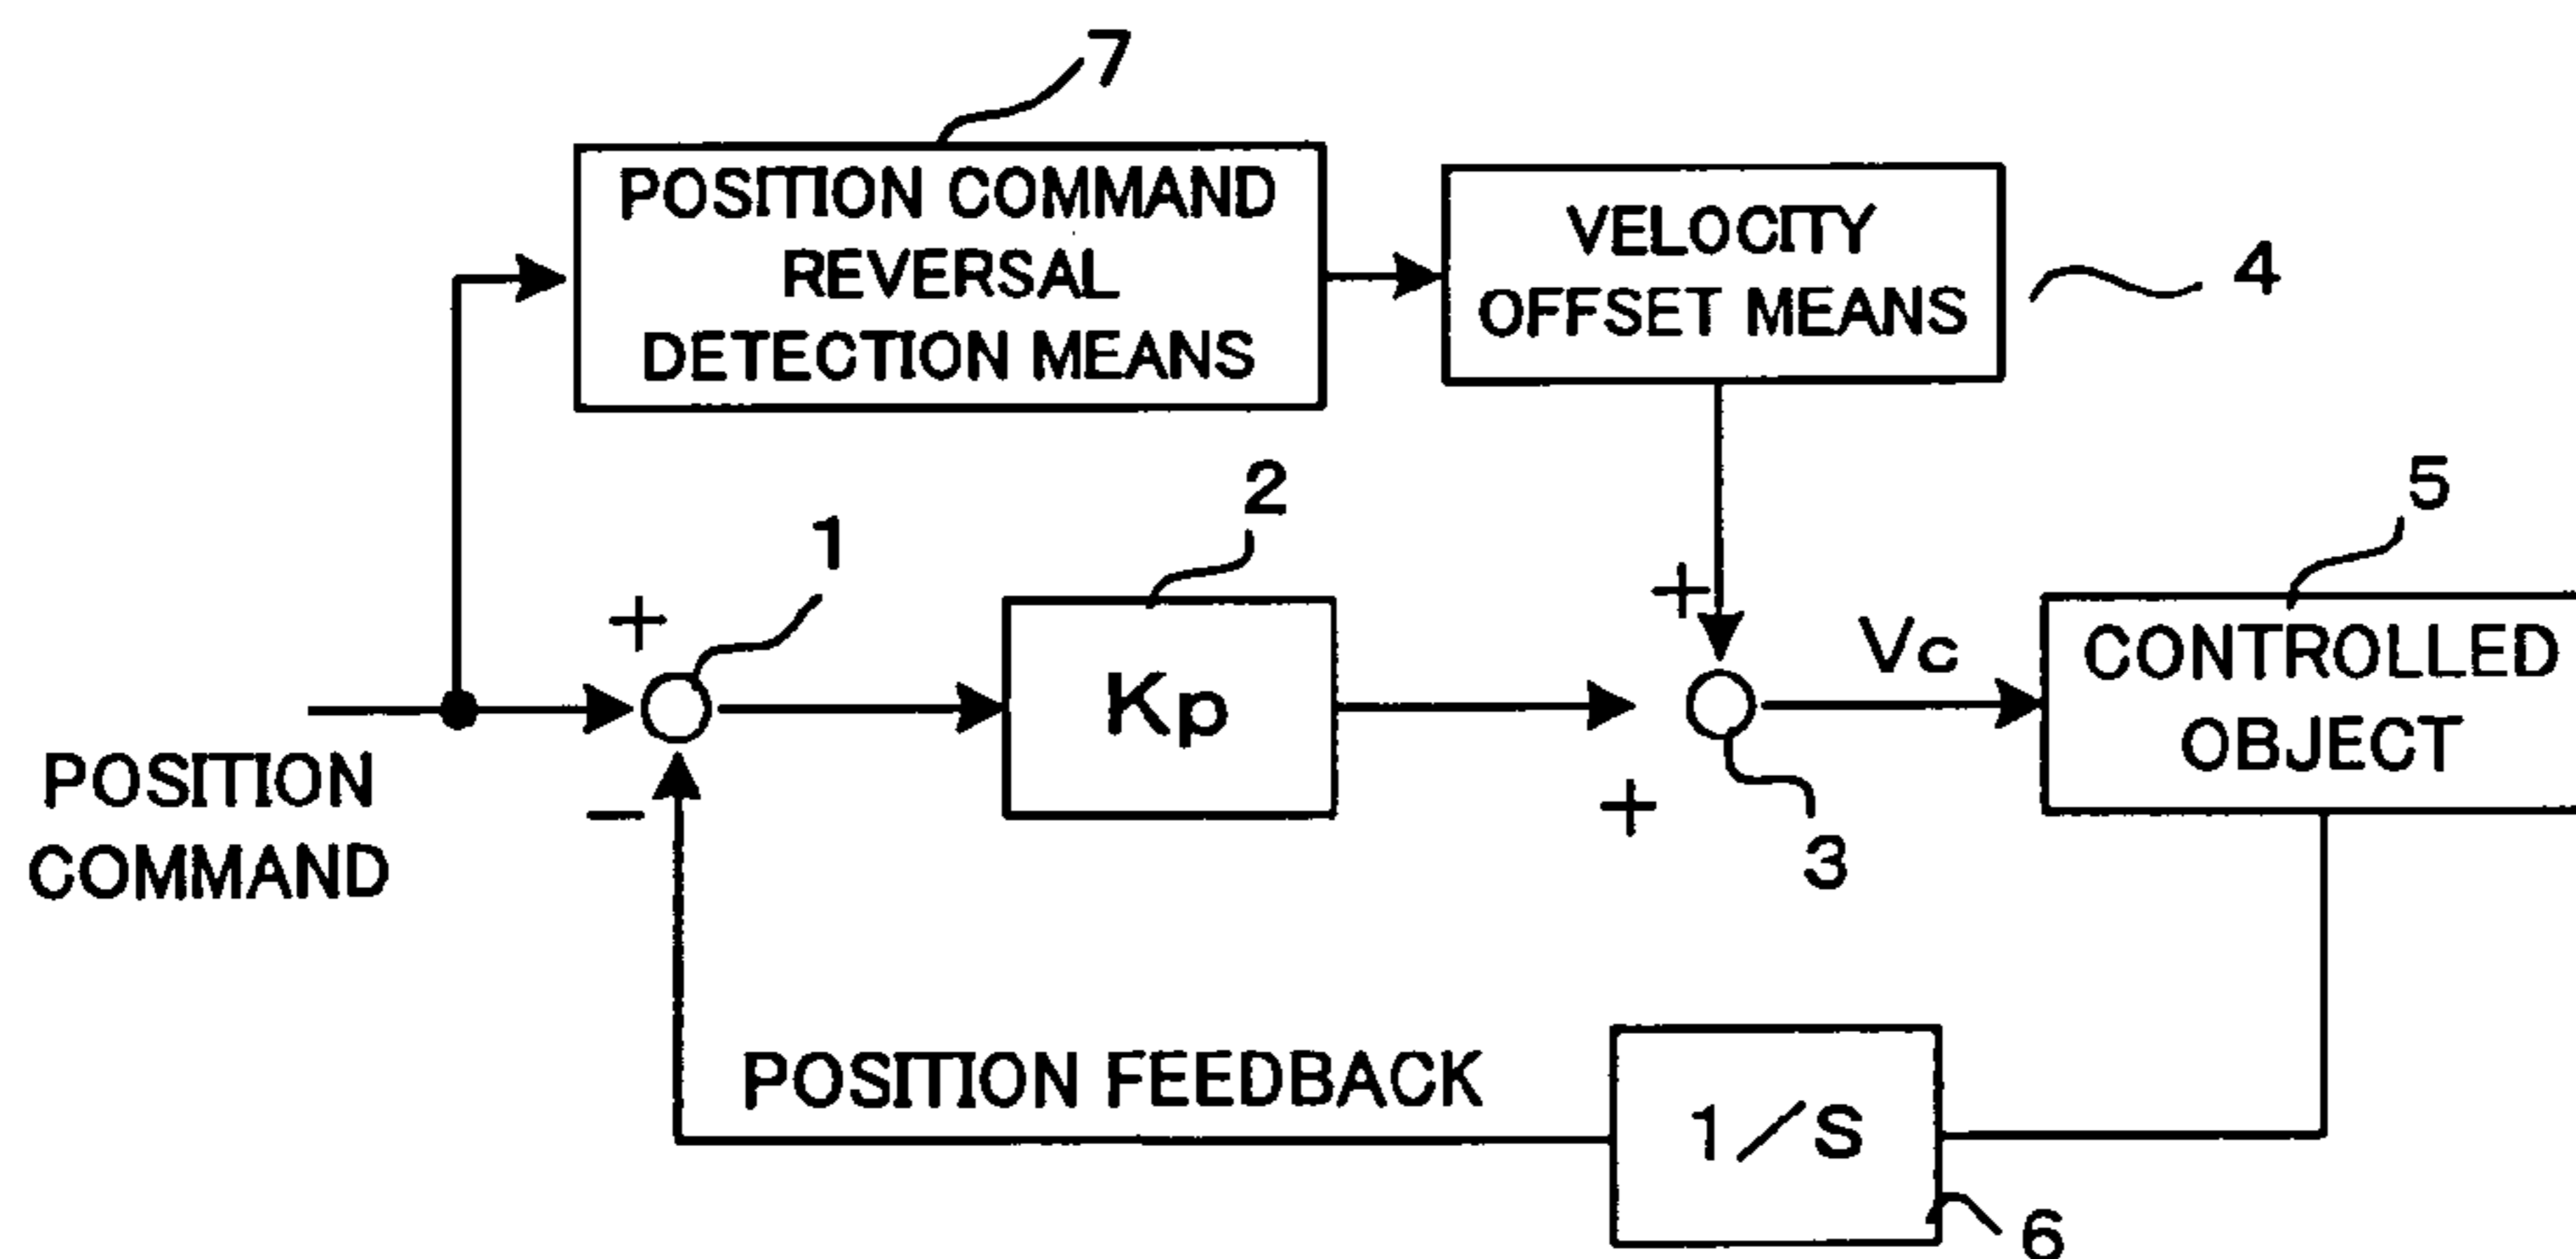 7
POSITION COMMAND
REVERSAL
DETECTION MEANS
VELOCITY
OFFSET MEANS
4
2
1
5
+
+
Kp
Vc
CONTROLLED
OBJECT
POSITION
COMMAND
−
+
3
POSITION FEEDBACK
1/S
6